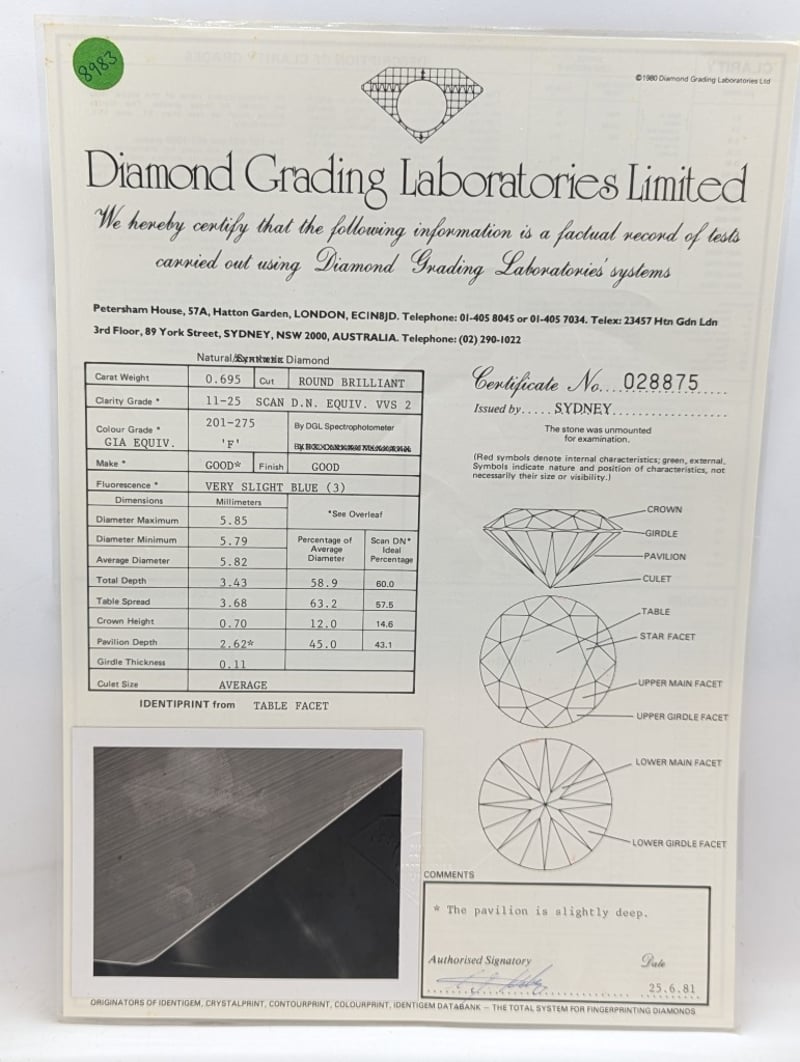 8983
©1980 Diamond Grading Laboratories Ltd
Diamond Grading Laboratories Limited
We hereby certify that the following information is a factual record of tests
carried out using Diamond Grading Laboratories' systems
Petersham House, 57A, Hatton Garden, LONDON, EC1N8JD. Telephone: 01-405 8045 or 01-405 7034. Telex: 23457 Htn Gdn Ldn
3rd Floor, 89 York Street, SYDNEY, NSW 2000, AUSTRALIA. Telephone: (02) 290-1022
Natural/ Diamond
Carat Weight 0.695 Cut ROUND BRILLIANT
Clarity Grade * 11-25 SCAN D.N. EQUIV. VVS 2
Colour Grade * 201-275 By DGL Spectrophotometer
GIA EQUIV. 'F'
Make * GOOD* Finish GOOD
Fluorescence * VERY SLIGHT BLUE (3)
Dimensions Millimeters *See Overleaf
Diameter Maximum 5.85
Diameter Minimum 5.79 Percentage of Average Diameter Scan DN* Ideal Percentage
Average Diameter 5.82
Total Depth 3.43 58.9 60.0
Table Spread 3.68 63.2 57.5
Crown Height 0.70 12.0 14.6
Pavilion Depth 2.62* 45.0 43.1
Girdle Thickness 0.11
Culet Size AVERAGE
IDENTIPRINT from TABLE FACET
Certificate No. 028875
Issued by SYDNEY
The stone was unmounted
for examination.
(Red symbols denote internal characteristics; green, external.
Symbols indicate nature and position of characteristics, not
necessarily their size or visibility.)
CROWN
GIRDLE
PAVILION
CULET
TABLE
STAR FACET
UPPER MAIN FACET
UPPER GIRDLE FACET
LOWER MAIN FACET
LOWER GIRDLE FACET
COMMENTS
* The pavilion is slightly deep.
Authorised Signatory Date
25.6.81
ORIGINATORS OF IDENTIGEM, CRYSTALPRINT, CONTOURPRINT, COLOURPRINT, IDENTIGEM DATABANK – THE TOTAL SYSTEM FOR FINGERPRINTING DIAMONDS